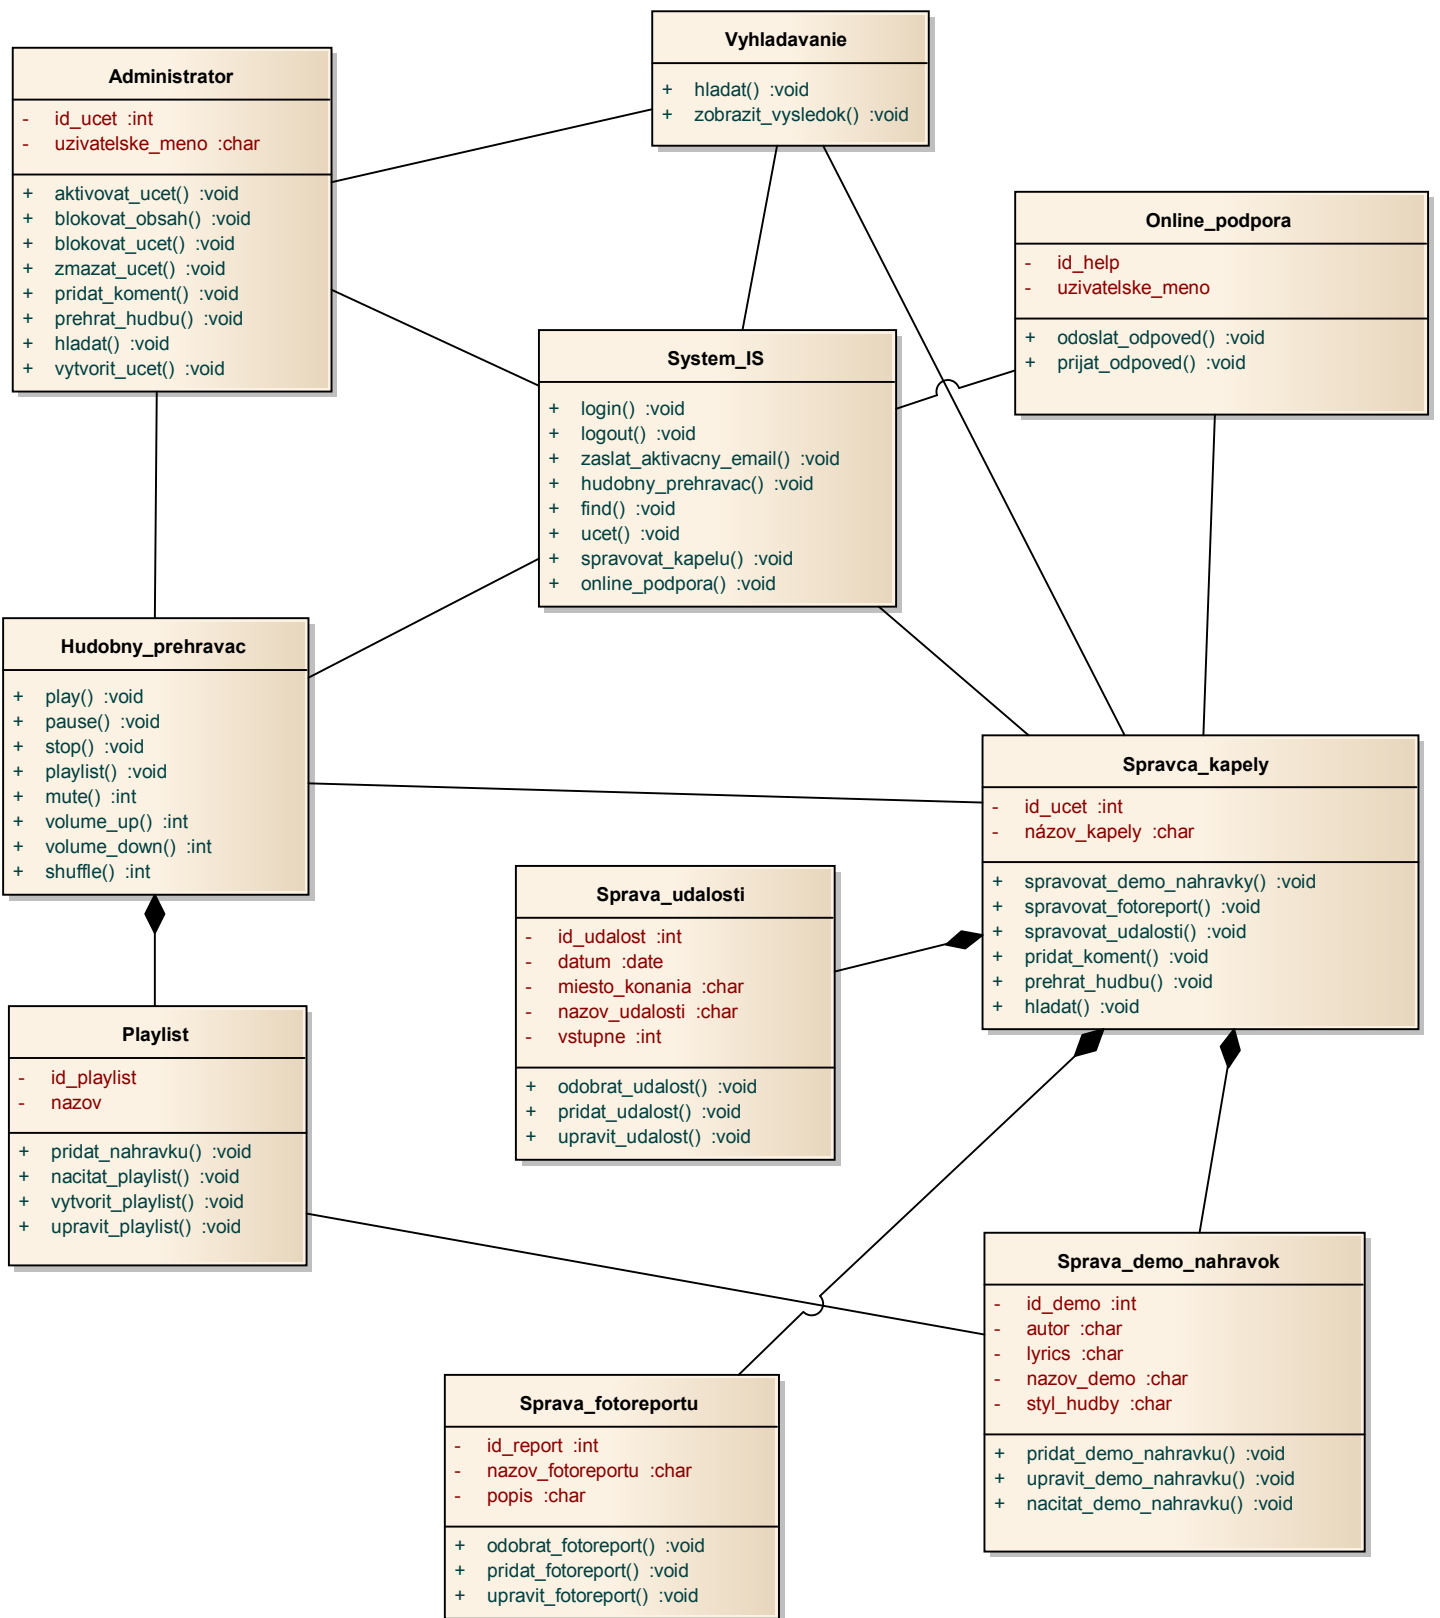 Vyhladavanie
+ hladat() :void
+ zobrazit_vysledok() :void
Administrator
- id_ucet :int
- uzivatelske_meno :char
+ aktivovat_ucet() :void
+ blokovat_obsah() :void
+ blokovat_ucet() :void
+ zmazat_ucet() :void
+ pridat_koment() :void
+ prehrat_hudbu() :void
+ hladat() :void
+ vytvorit_ucet() :void
Online_podpora
- id_help
- uzivatelske_meno
+ odoslat_odpoved() :void
+ prijat_odpoved() :void
System_IS
+ login() :void
+ logout() :void
+ zaslat_aktivacny_email() :void
+ hudobny_prehravac() :void
+ find() :void
+ ucet() :void
+ spravovat_kapelu() :void
+ online_podpora() :void
Hudobny_prehravac
+ play() :void
+ pause() :void
+ stop() :void
+ playlist() :void
+ mute() :int
+ volume_up() :int
+ volume_down() :int
+ shuffle() :int
Spravca_kapely
- id_ucet :int
- názov_kapely :char
+ spravovat_demo_nahravky() :void
+ spravovat_fotoreport() :void
+ spravovat_udalosti() :void
+ pridat_koment() :void
+ prehrat_hudbu() :void
+ hladat() :void
Sprava_udalosti
- id_udalost :int
- datum :date
- miesto_konania :char
- nazov_udalosti :char
- vstupne :int
+ odobrat_udalost() :void
+ pridat_udalost() :void
+ upravit_udalost() :void
Playlist
- id_playlist
- nazov
+ pridat_nahravku() :void
+ nacitat_playlist() :void
+ vytvorit_playlist() :void
+ upravit_playlist() :void
Sprava_demo_nahravok
- id_demo :int
- autor :char
- lyrics :char
- nazov_demo :char
- styl_hudby :char
+ pridat_demo_nahravku() :void
+ upravit_demo_nahravku() :void
+ nacitat_demo_nahravku() :void
Sprava_fotoreportu
- id_report :int
- nazov_fotoreportu :char
- popis :char
+ odobrat_fotoreport() :void
+ pridat_fotoreport() :void
+ upravit_fotoreport() :void